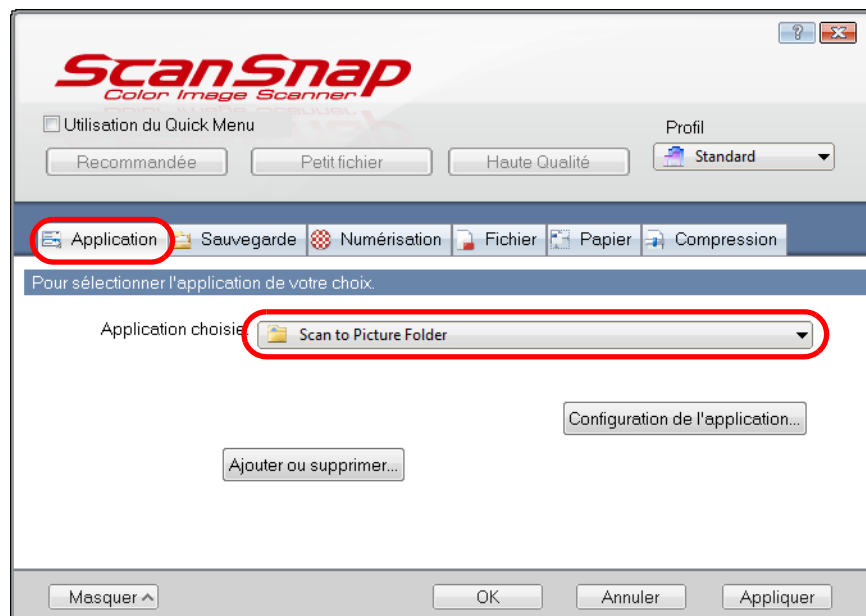 ?
ScanSnap
Color Image Scanner
Utilisation du Quick Menu
Profil
Recommandée Petit fichier Haute Qualité Standard
Application Sauvegarde Numérisation Fichier Papier Compression
Pour sélectionner l'application de votre choix.
Application choisie: Scan to Picture Folder
Configuration de l'application...
Ajouter ou supprimer...
Masquer OK Annuler Appliquer